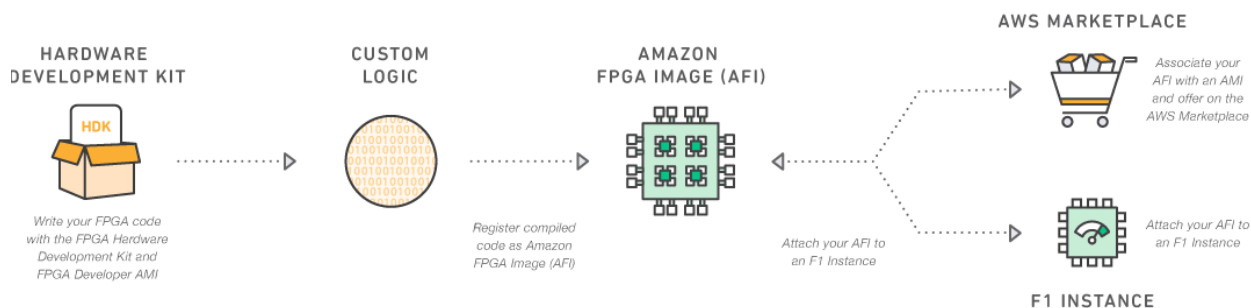 HARDWARE
DEVELOPMENT KIT
HDK
Write your FPGA code
with the FPGA Hardware
Development Kit and
FPGA Developer AMI
CUSTOM
LOGIC
Register compiled
code as Amazon
FPGA Image (AFI)
AMAZON
FPGA IMAGE (AFI)
Attach your AFI to
an F1 Instance
AWS MARKETPLACE
Associate your
AFI with an AMI
and offer on the
AWS Marketplace
Attach your AFI to
an F1 Instance
F1 INSTANCE